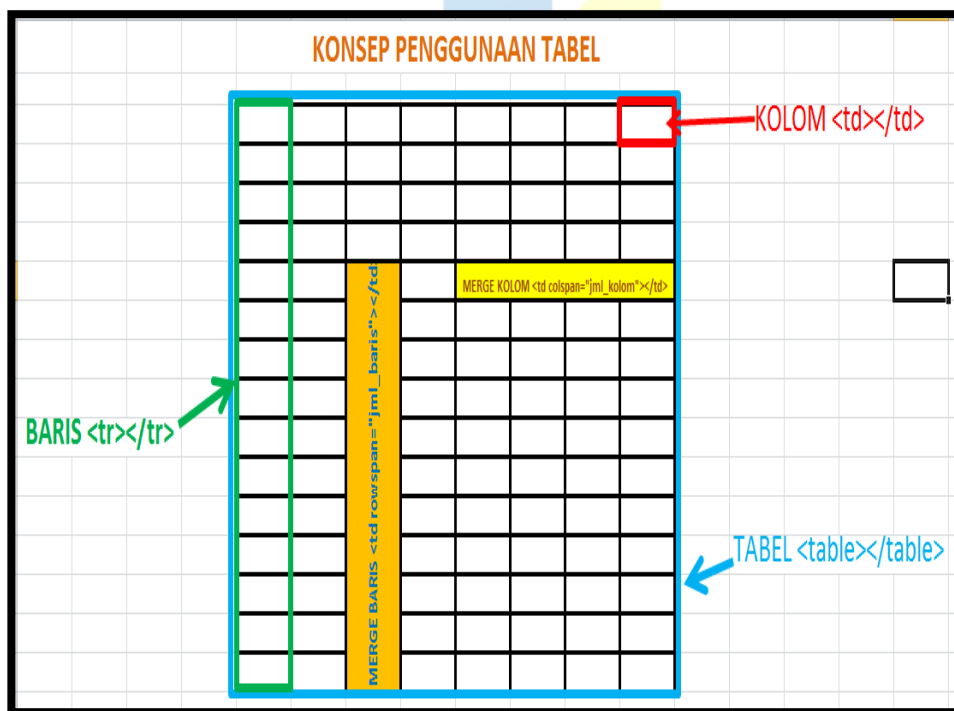 KONSEP PENGGUNAAN TABEL
KOLOM <td></td>
MERGE KOLOM <td colspan="jml_kolom"></td>
MERGE BARIS <td rowspan="jml_baris"></td>
BARIS <tr></tr>
TABEL <table></table>